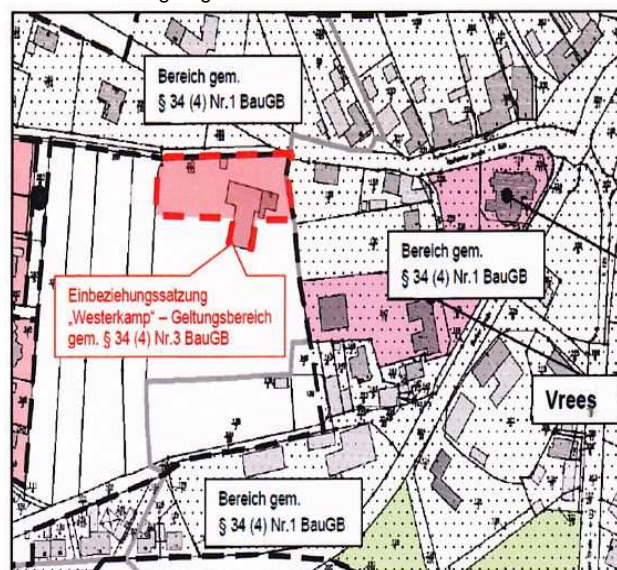 Bereich gem.
§ 34 (4) Nr.1 BauGB
Bereich gem.
§ 34 (4) Nr.1 BauGB
Einbeziehungssatzung
„Westerkamp“ – Geltungsbereich
gem. § 34 (4) Nr.3 BauGB
Vrees
Bereich gem.
§ 34 (4) Nr.1 BauGB